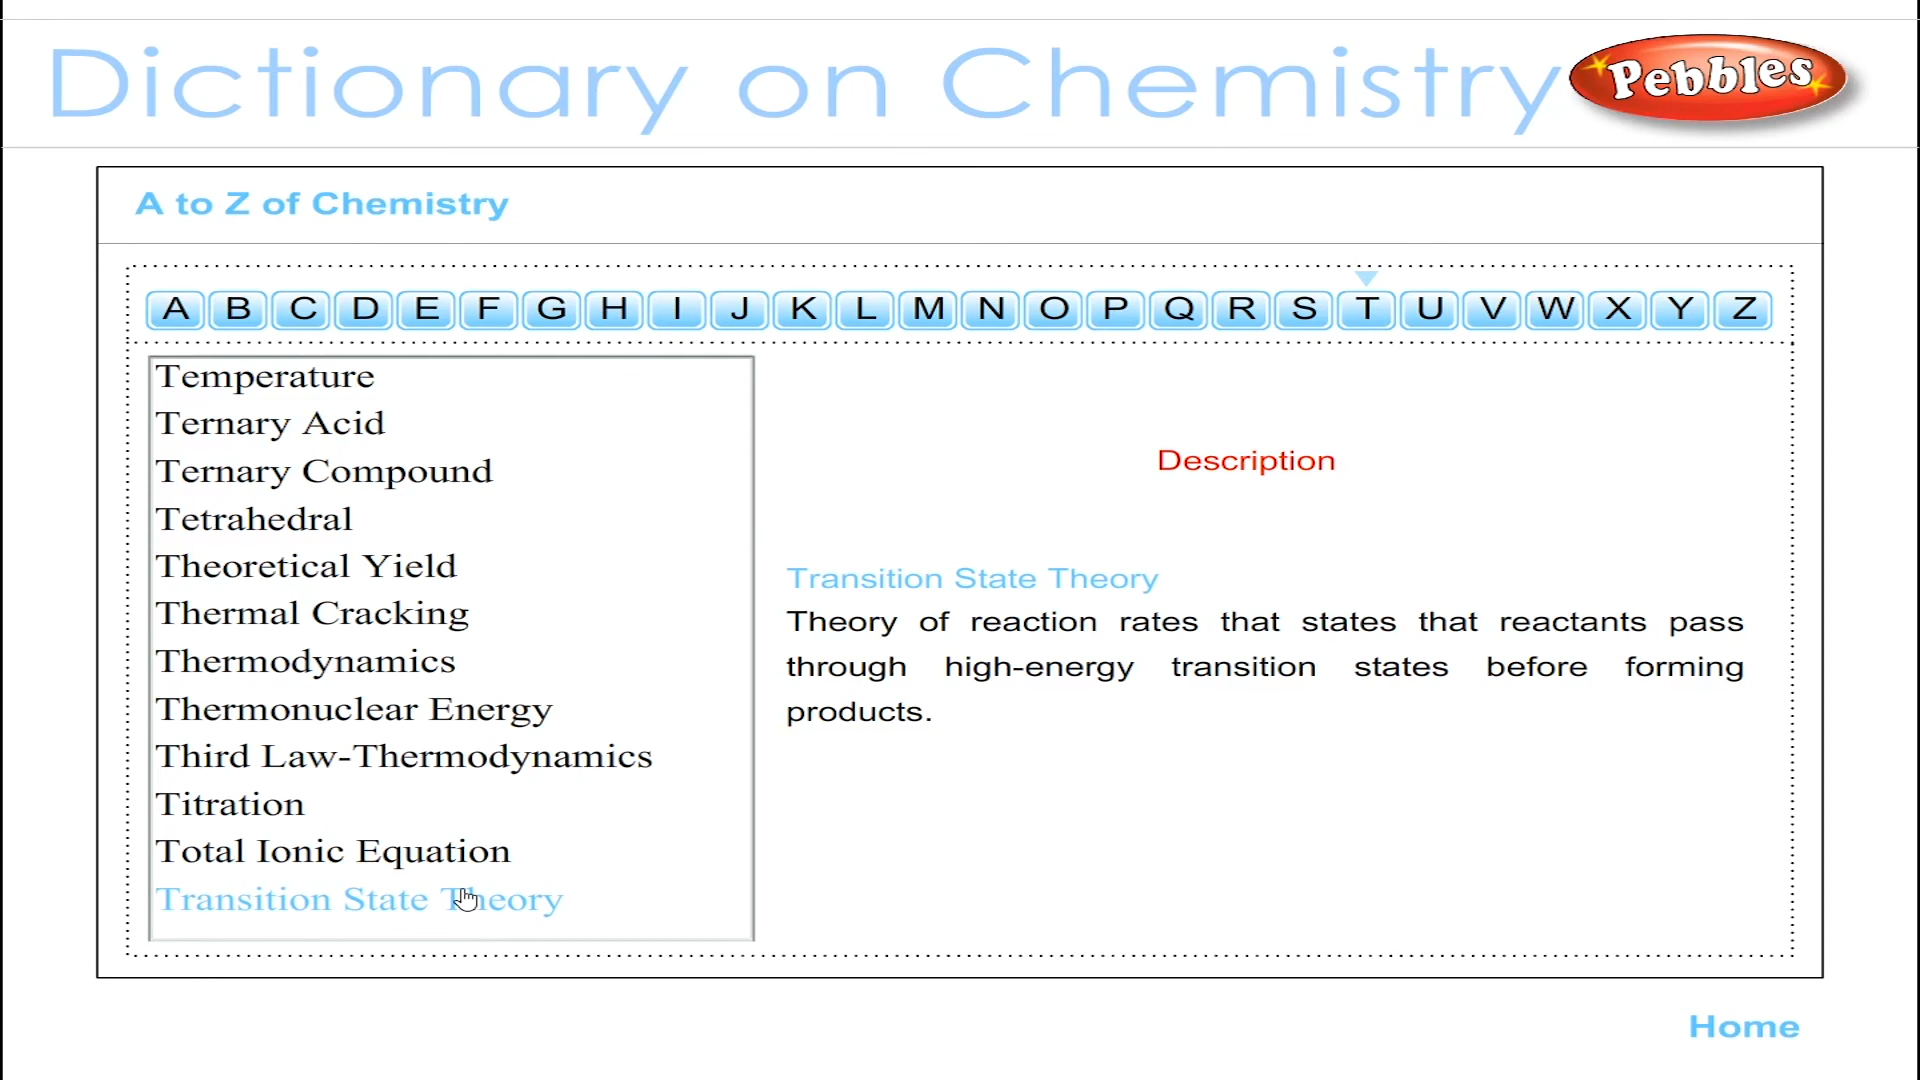 Dictionary on Chemistry
Pebbles
A to Z of Chemistry
A B C D E F G H I J K L M N O P Q R S T U V W X Y Z
Temperature
Ternary Acid
Ternary Compound
Tetrahedral
Theoretical Yield
Thermal Cracking
Thermodynamics
Thermonuclear Energy
Third Law-Thermodynamics
Titration
Total Ionic Equation
Transition State Theory
Description
Transition State Theory
Theory of reaction rates that states that reactants pass
through high-energy transition states before forming
products.
Home